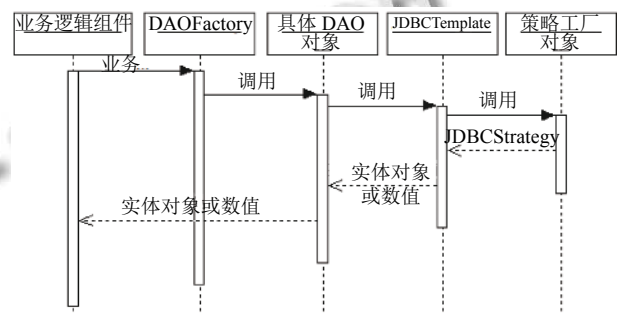 业务逻辑组件
DAOFactory
具体 DAO
对象
JDBCTemplate
策略工厂
对象
业务...
调用
调用
调用
JDBCStrategy
实体对象
或数值
实体对象或数值